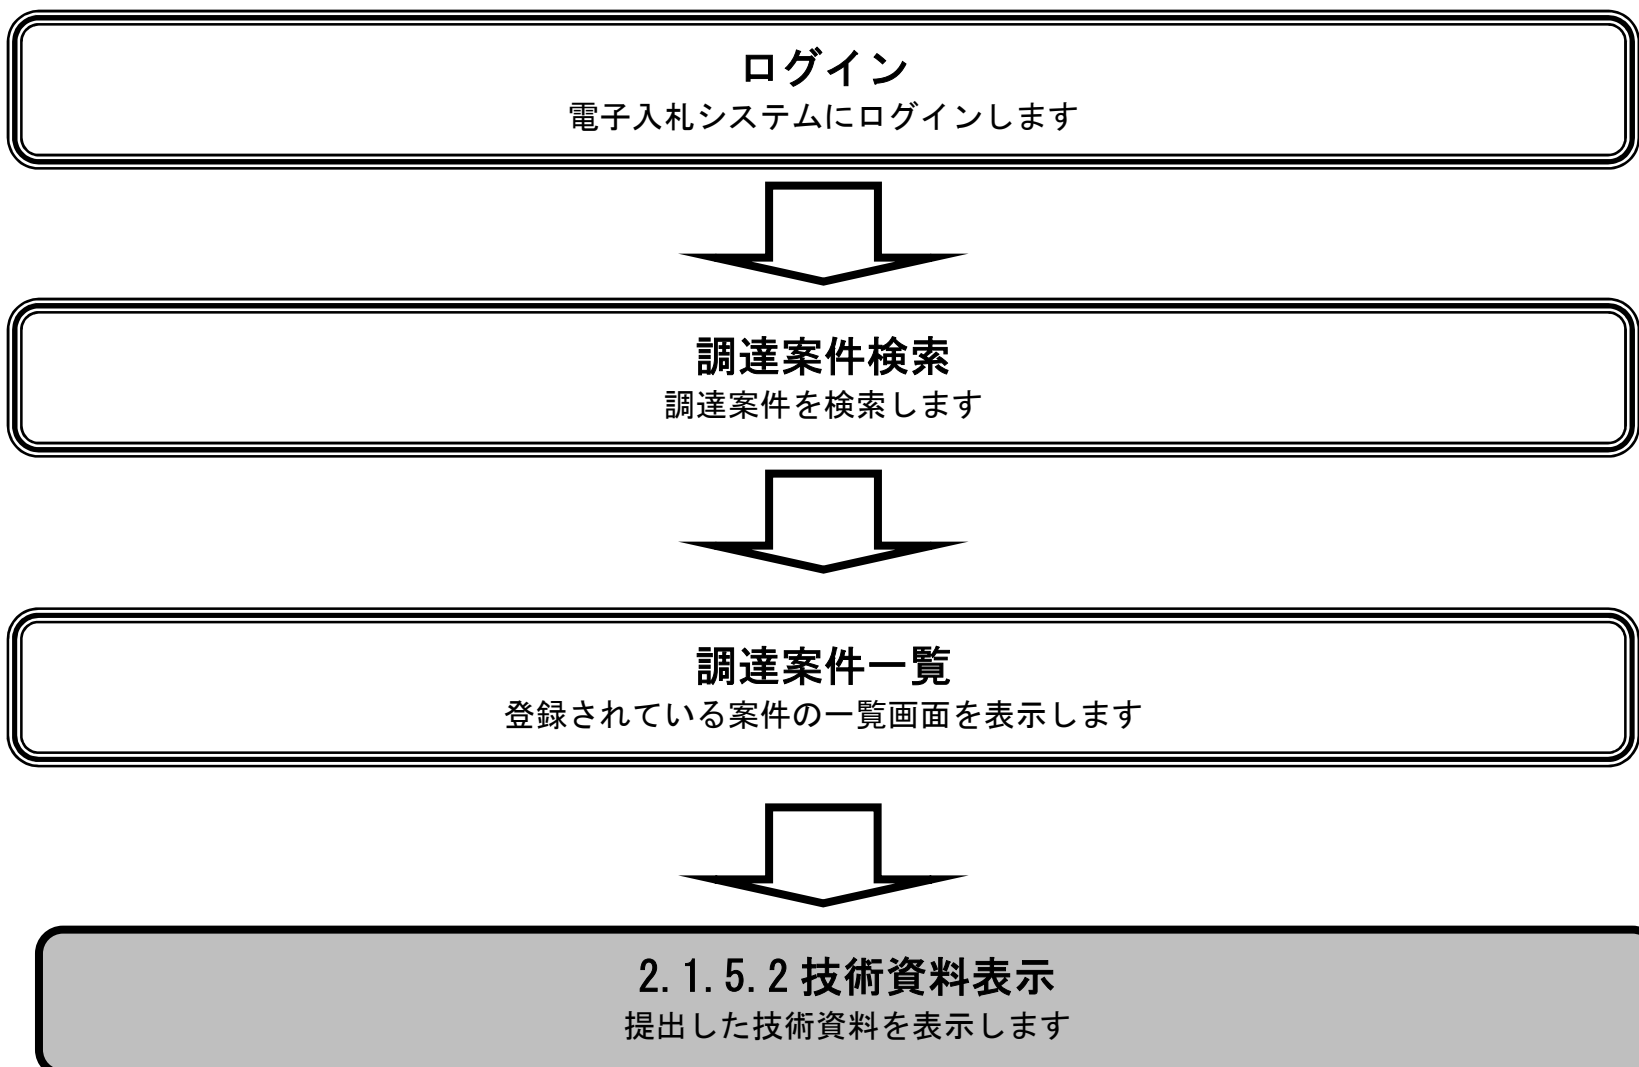 ログイン
電子入札システムにログインします
調達案件検索
調達案件を検索します
調達案件一覧
登録されている案件の一覧画面を表示します
2.1.5.2 技術資料表示
提出した技術資料を表示します